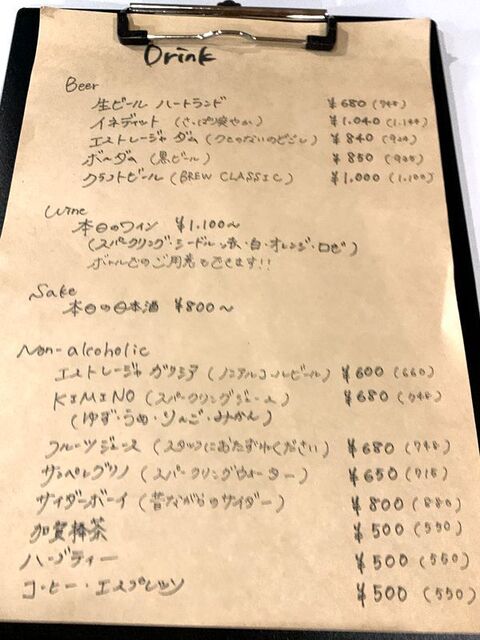 Drink
Beer
生ビール ハートランド ¥680(748)
イネディット (さっぱり爽やか) ¥1,040(1,144)
エストレージャ ダム (クセのないのどごし) ¥840(924)
ボルダム (黒ビール) ¥850(935)
クラフトビール (BREW CLASSIC) ¥1,000(1,100)
Wine
本日のワイン ¥1,100〜
(スパークリング・シードル・赤・白・オレンジ・ロゼ)
ボトルでのご用意もできます!!
Sake
本日の日本酒 ¥800〜
Non-alcoholic
エストレージャ ガリシア (ノンアルコールビール) ¥600(660)
KIMINO (スパークリングジュース) ¥680(748)
(ゆず・うめ・りんご・みかん)
フルーツジュース (スタッフにおたずねください) ¥680(748)
サンペレグリノ (スパークリングウォーター) ¥650(715)
サイダーボーイ (昔ながらのサイダー) ¥800(880)
加賀棒茶 ¥500(550)
ハーブティー ¥500(550)
コーヒー・エスプレッソ ¥500(550)